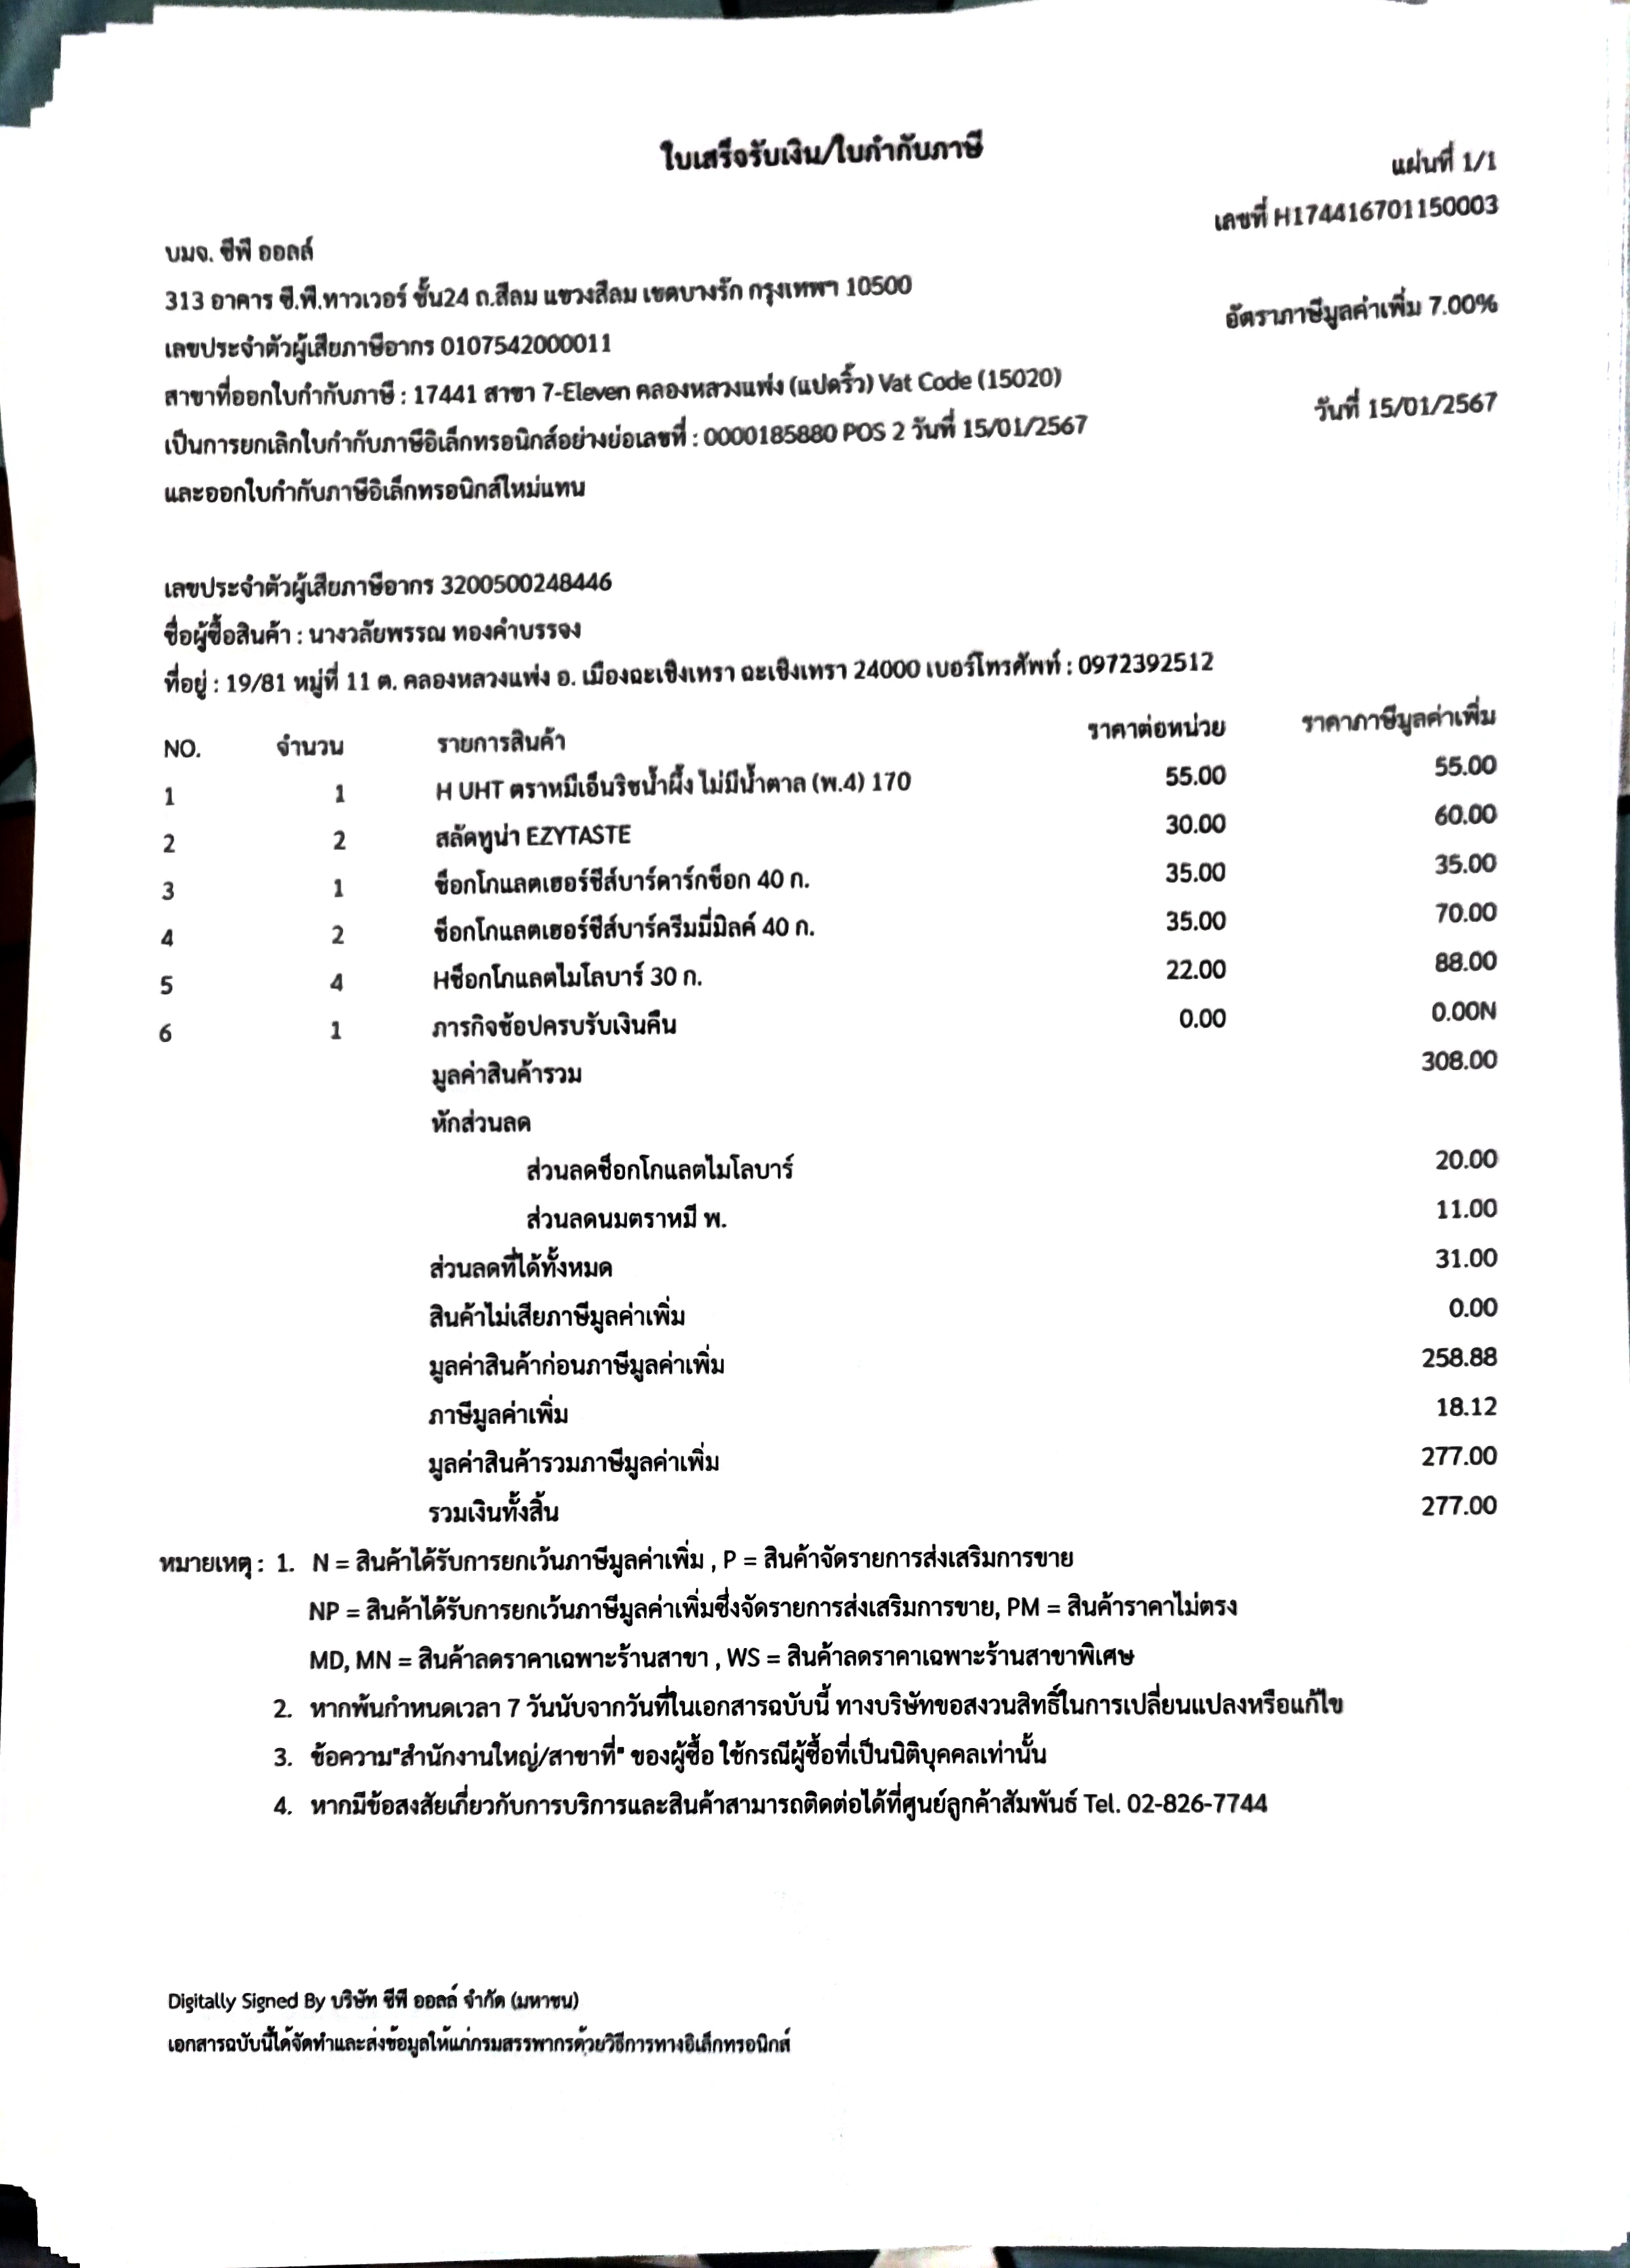 ใบเสร็จรับเงิน/ใบกำกับภาษี
แผ่นที่ 1/1
เลขที่ H174416701150003
บมจ. ซีพี ออลล์
313 อาคาร ซี.พี.ทาวเวอร์ ชั้น24 ถ.สีลม แขวงสีลม เขตบางรัก กรุงเทพฯ 10500
อัตราภาษีมูลค่าเพิ่ม 7.00%
เลขประจำตัวผู้เสียภาษีอากร 0107542000011
สาขาที่ออกใบกำกับภาษี : 17441 สาขา 7-Eleven คลองหลวงแพ่ง (แปดริ้ว) Vat Code (15020)
วันที่ 15/01/2567
เป็นการยกเลิกใบกำกับภาษีอิเล็กทรอนิกส์อย่างย่อเลขที่ : 0000185880 POS 2 วันที่ 15/01/2567
และออกใบกำกับภาษีอิเล็กทรอนิกส์ใหม่แทน
เลขประจำตัวผู้เสียภาษีอากร 3200500248446
ชื่อผู้ซื้อสินค้า : นางวลัยพรรณ ทองคำบรรจง
ที่อยู่ : 19/81 หมู่ที่ 11 ต. คลองหลวงแพ่ง อ. เมืองฉะเชิงเทรา ฉะเชิงเทรา 24000 เบอร์โทรศัพท์ : 0972392512
NO. จำนวน รายการสินค้า ราคาต่อหน่วย ราคาภาษีมูลค่าเพิ่ม
1 1 H UHT ตราหมีเอ็นริชน้ำผึ้ง ไม่มีน้ำตาล (พ.4) 170 55.00 55.00
2 2 สลัดทูน่า EZYTASTE 30.00 60.00
3 1 ช็อกโกแลตเฮอร์ชีส์บาร์ดาร์กช็อก 40 ก. 35.00 35.00
4 2 ช็อกโกแลตเฮอร์ชีส์บาร์ครีมมี่มิลค์ 40 ก. 35.00 70.00
5 4 Hช็อกโกแลตไมโลบาร์ 30 ก. 22.00 88.00
6 1 ภารกิจช้อปครบรับเงินคืน 0.00 0.00N
มูลค่าสินค้ารวม 308.00
หักส่วนลด
ส่วนลดช็อกโกแลตไมโลบาร์ 20.00
ส่วนลดนมตราหมี พ. 11.00
ส่วนลดที่ได้ทั้งหมด 31.00
สินค้าไม่เสียภาษีมูลค่าเพิ่ม 0.00
มูลค่าสินค้าก่อนภาษีมูลค่าเพิ่ม 258.88
ภาษีมูลค่าเพิ่ม 18.12
มูลค่าสินค้ารวมภาษีมูลค่าเพิ่ม 277.00
รวมเงินทั้งสิ้น 277.00
หมายเหตุ : 1. N = สินค้าได้รับการยกเว้นภาษีมูลค่าเพิ่ม , P = สินค้าจัดรายการส่งเสริมการขาย
NP = สินค้าได้รับการยกเว้นภาษีมูลค่าเพิ่มซึ่งจัดรายการส่งเสริมการขาย, PM = สินค้าราคาไม่ตรง
MD, MN = สินค้าลดราคาเฉพาะร้านสาขา , WS = สินค้าลดราคาเฉพาะร้านสาขาพิเศษ
2. หากพ้นกำหนดเวลา 7 วันนับจากวันที่ในเอกสารฉบับนี้ ทางบริษัทขอสงวนสิทธิ์ในการเปลี่ยนแปลงหรือแก้ไข
3. ข้อความ"สำนักงานใหญ่/สาขาที่" ของผู้ซื้อ ใช้กรณีผู้ซื้อที่เป็นนิติบุคคลเท่านั้น
4. หากมีข้อสงสัยเกี่ยวกับการบริการและสินค้าสามารถติดต่อได้ที่ศูนย์ลูกค้าสัมพันธ์ Tel. 02-826-7744
Digitally Signed By บริษัท ซีพี ออลล์ จำกัด (มหาชน)
เอกสารฉบับนี้ได้จัดทำและส่งข้อมูลให้แก่กรมสรรพากรด้วยวิธีการทางอิเล็กทรอนิกส์